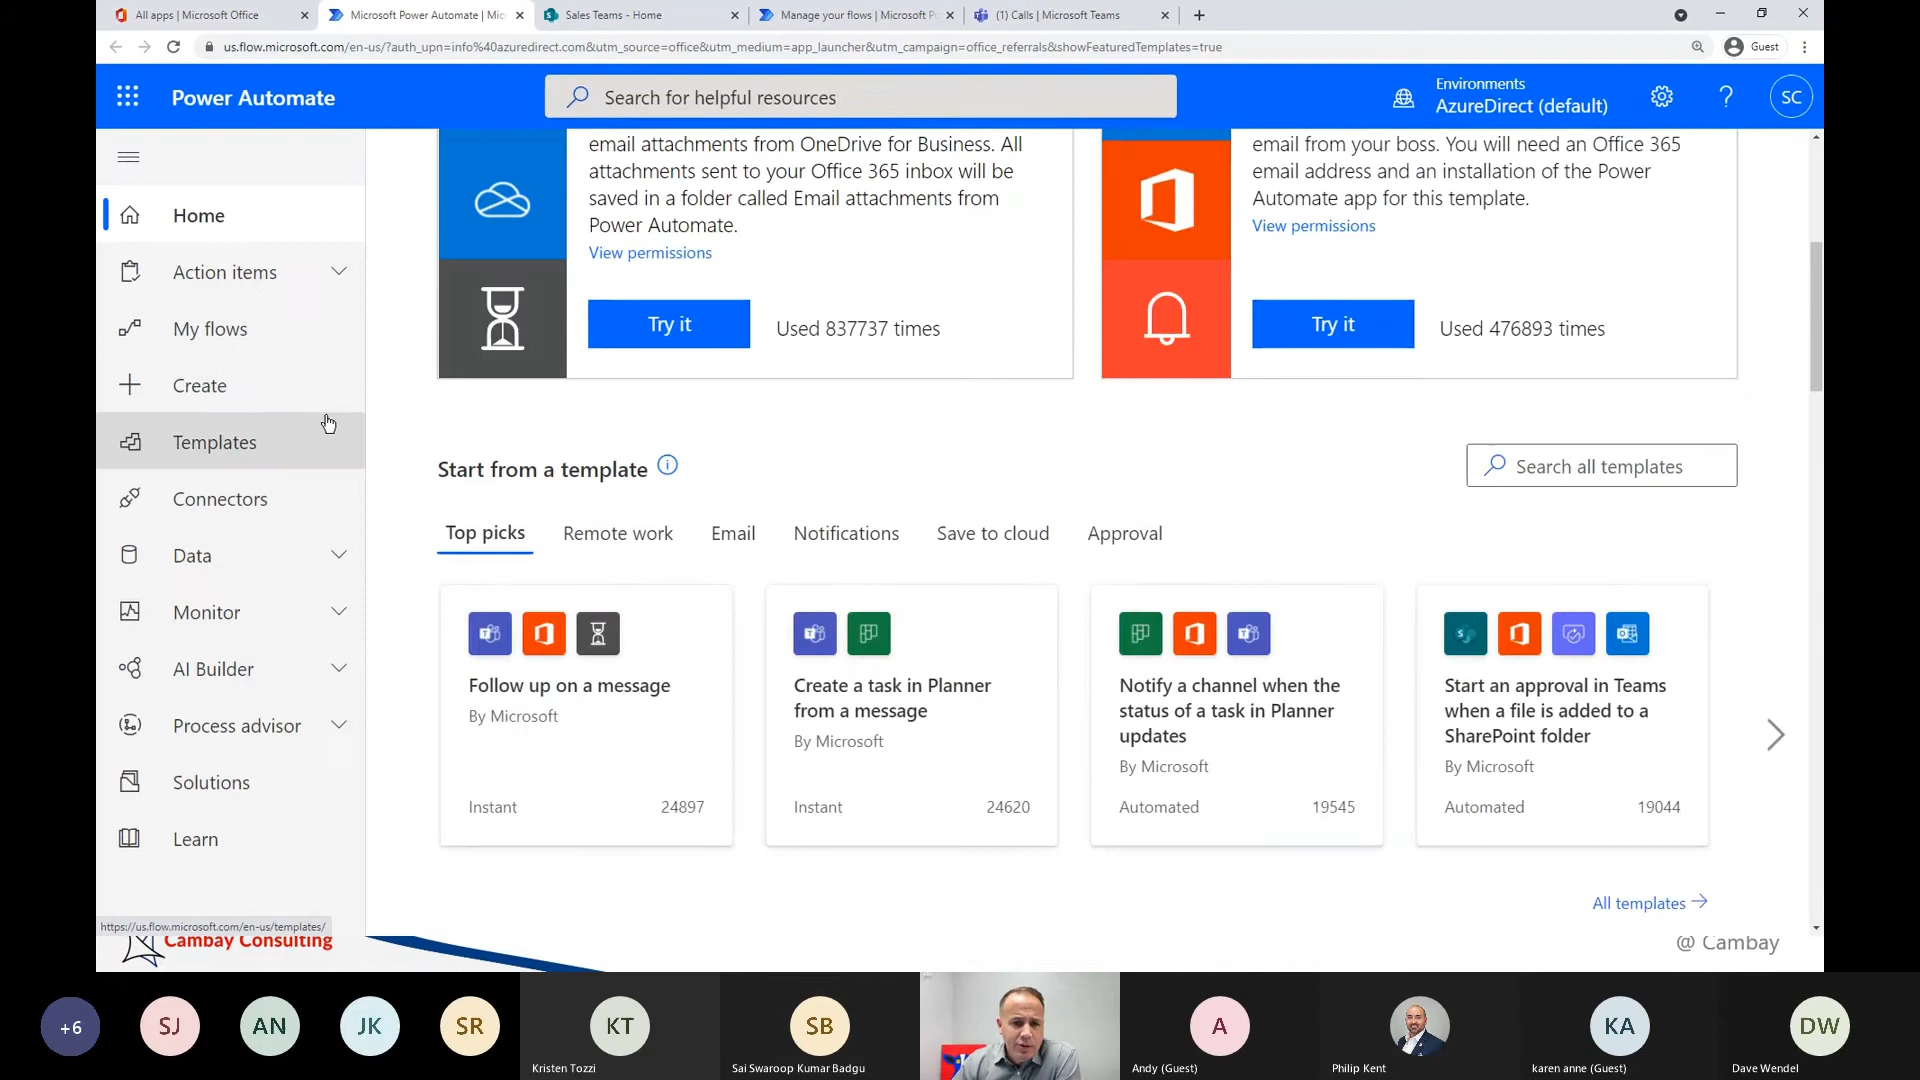 All apps | Microsoft Office
Microsoft Power Automate | Mic
Sales Teams - Home
Manage your flows | Microsoft P
(1) Calls | Microsoft Teams
us.flow.microsoft.com/en-us/?auth_upn=info%40azuredirect.com&utm_source=office&utm_medium=app_launcher&utm_campaign=office_referrals&showFeaturedTemplates=true
Guest
Power Automate
Search for helpful resources
Environments
AzureDirect (default)
?
SC
Home
Action items
My flows
Create
Templates
Connectors
Data
Monitor
AI Builder
Process advisor
Solutions
Learn
email attachments from OneDrive for Business. All
attachments sent to your Office 365 inbox will be
saved in a folder called Email attachments from
Power Automate.
View permissions
Try it
Used 837737 times
email from your boss. You will need an Office 365
email address and an installation of the Power
Automate app for this template.
View permissions
Try it
Used 476893 times
Start from a template
Search all templates
Top picks
Remote work
Email
Notifications
Save to cloud
Approval
Follow up on a message
By Microsoft
Instant
24897
Create a task in Planner
from a message
By Microsoft
Instant
24620
Notify a channel when the
status of a task in Planner
updates
By Microsoft
Automated
19545
Start an approval in Teams
when a file is added to a
SharePoint folder
By Microsoft
Automated
19044
All templates
https://us.flow.microsoft.com/en-us/templates/
Cambay Consulting
@ Cambay
+6
SJ
AN
JK
SR
KT
Kristen Tozzi
SB
Sai Swaroop Kumar Badgu
A
Andy (Guest)
Philip Kent
KA
karen anne (Guest)
DW
Dave Wendel